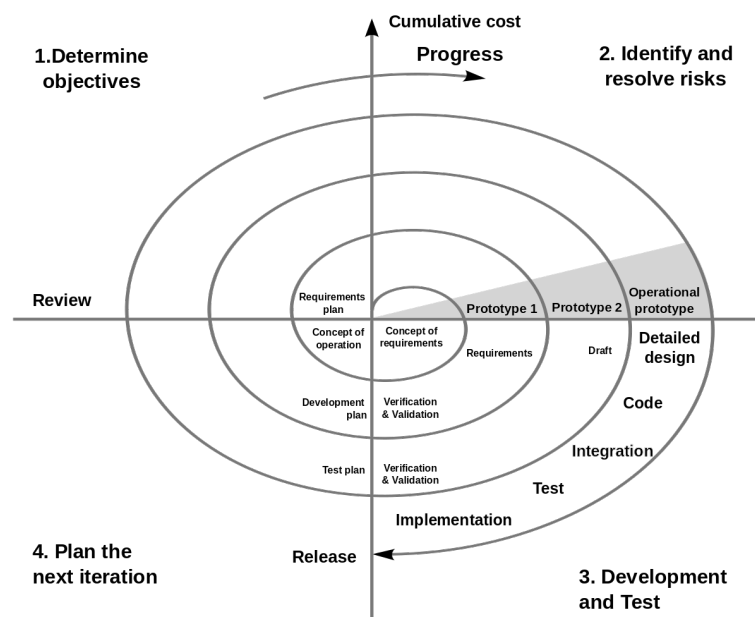 Cumulative cost
Progress
1.Determine
objectives
2. Identify and
resolve risks
Review
Requirements
plan
Prototype 1
Prototype 2
Operational
prototype
Concept of
operation
Concept of
requirements
Requirements
Draft
Detailed
design
Development
plan
Verification
& Validation
Code
Integration
Test plan
Verification
& Validation
Test
Implementation
Release
4. Plan the
next iteration
3. Development
and Test